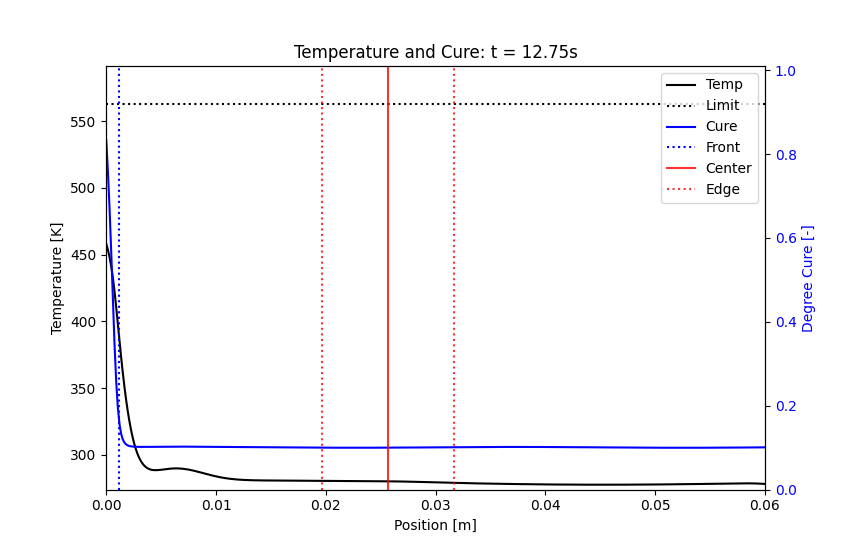 Temperature and Cure: t = 12.75s
Temp
Limit
Cure
Front
Center
Edge
Temperature [K]
550
500
450
400
350
300
Degree Cure [-]
1.0
0.8
0.6
0.4
0.2
0.0
0.00 0.01 0.02 0.03 0.04 0.05 0.06
Position [m]